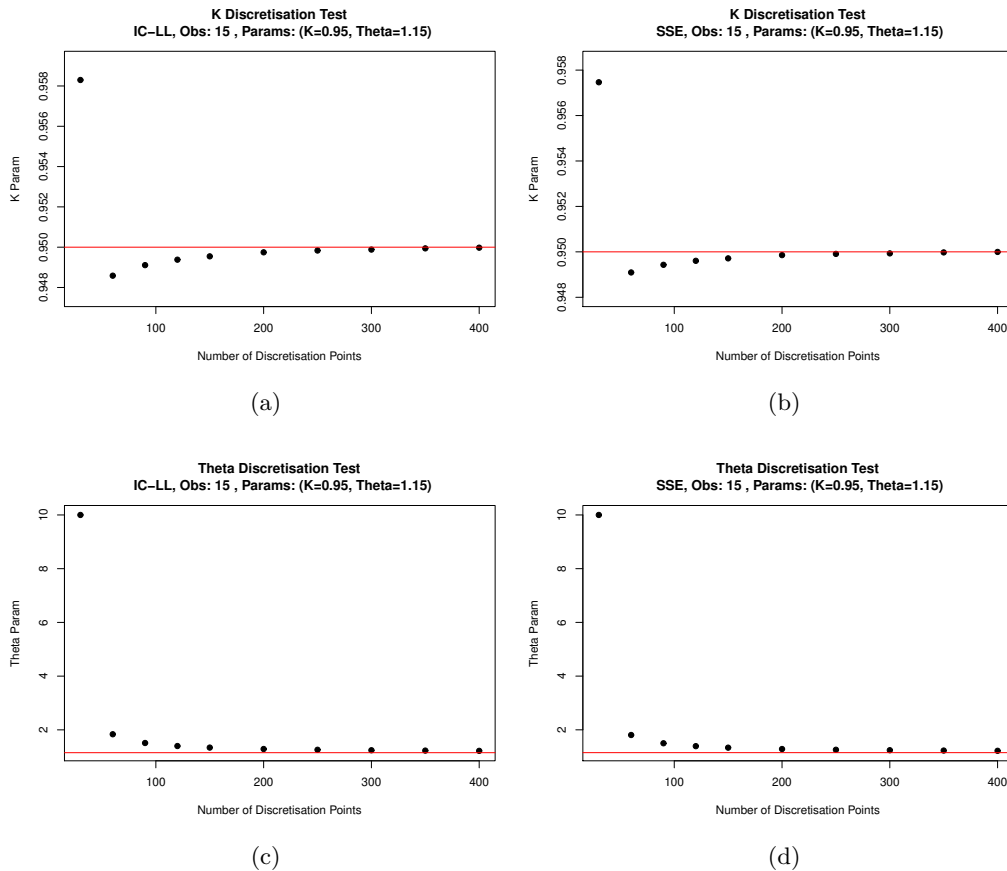 K Discretisation Test
IC−LL, Obs: 15 , Params: (K=0.95, Theta=1.15)
K Param
0.948 0.950 0.952 0.954 0.956 0.958
100 200 300 400
Number of Discretisation Points
(a)
K Discretisation Test
SSE, Obs: 15 , Params: (K=0.95, Theta=1.15)
K Param
0.948 0.950 0.952 0.954 0.956 0.958
100 200 300 400
Number of Discretisation Points
(b)
Theta Discretisation Test
IC−LL, Obs: 15 , Params: (K=0.95, Theta=1.15)
Theta Param
2 4 6 8 10
100 200 300 400
Number of Discretisation Points
(c)
Theta Discretisation Test
SSE, Obs: 15 , Params: (K=0.95, Theta=1.15)
Theta Param
2 4 6 8 10
100 200 300 400
Number of Discretisation Points
(d)